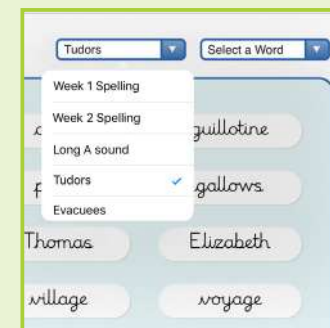 Tudors Select a Word
Week 1 Spelling
Week 2 Spelling
Long A sound
Tudors
Evacuees
guillotine
gallows
Thomas Elizabeth
village voyage